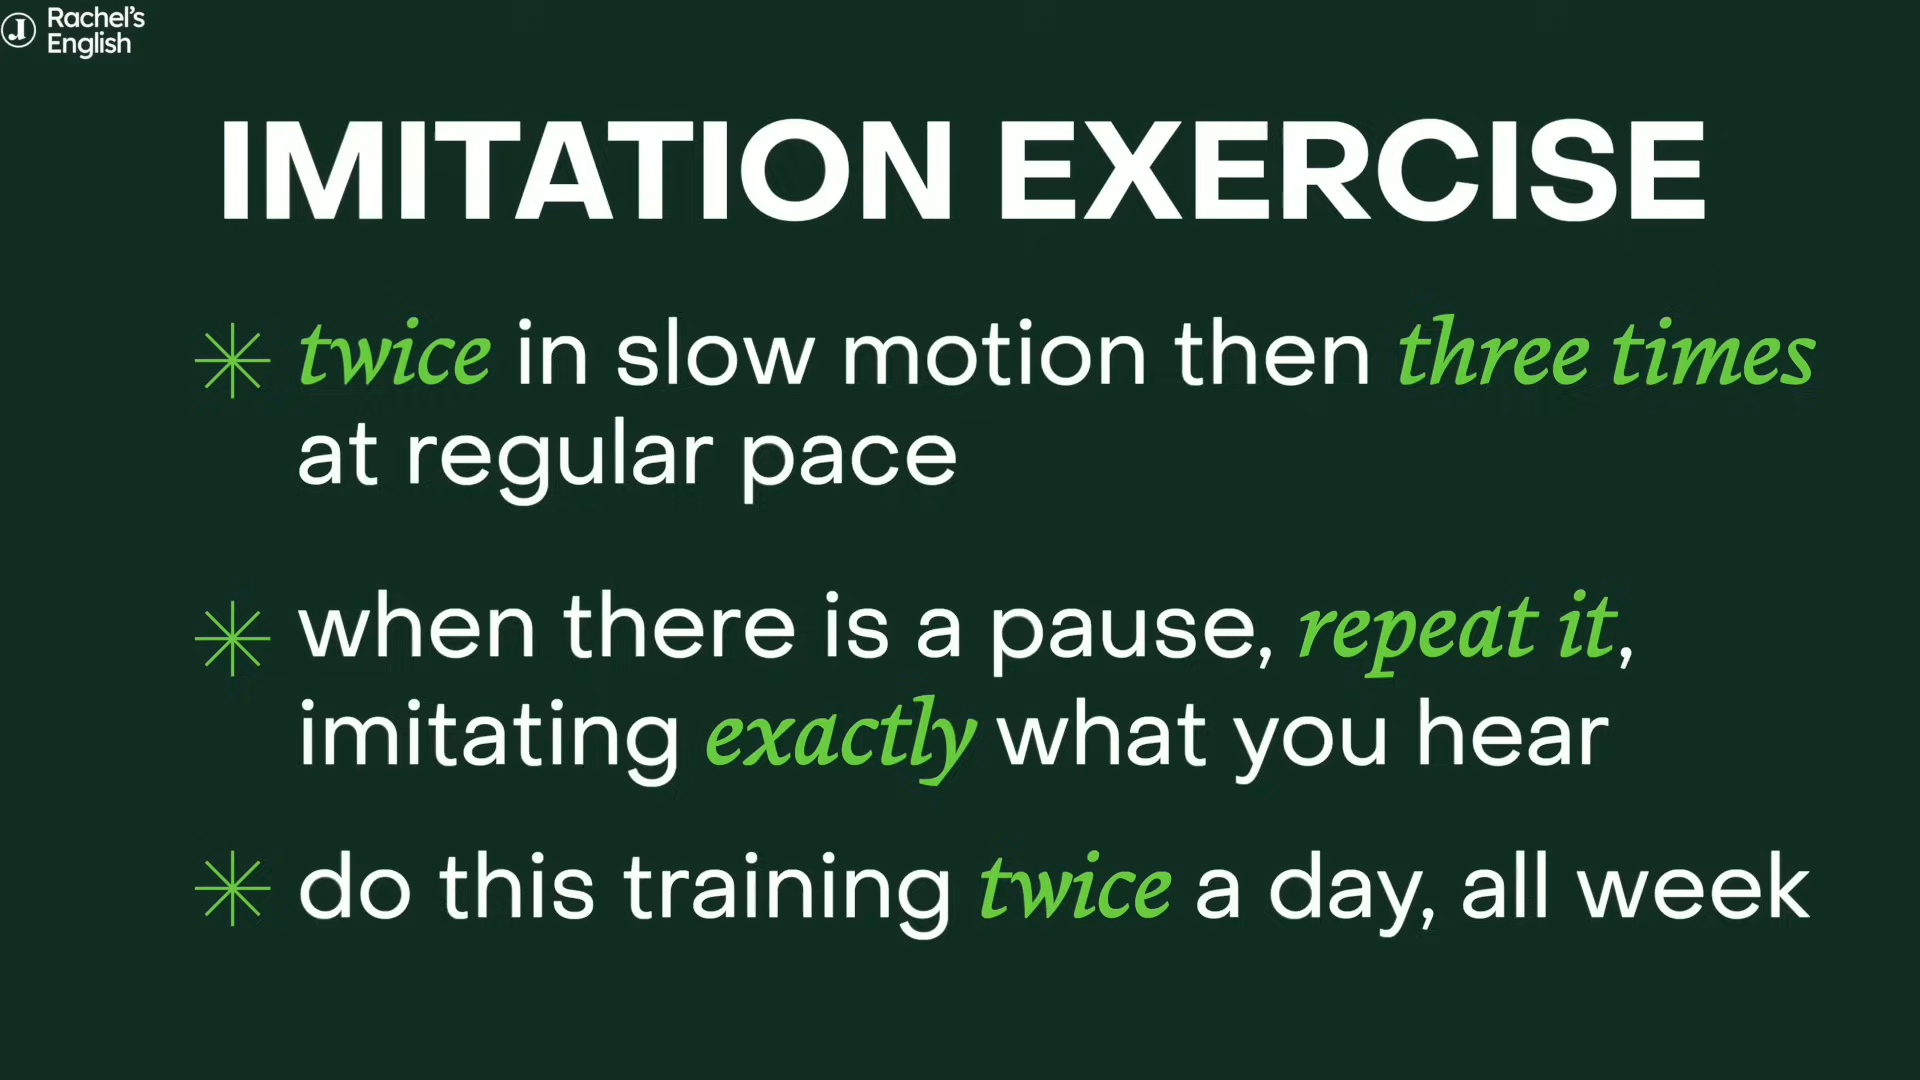 Rachel's
English
IMITATION EXERCISE
twice in slow motion then three times
at regular pace
when there is a pause, repeat it,
imitating exactly what you hear
do this training twice a day, all week